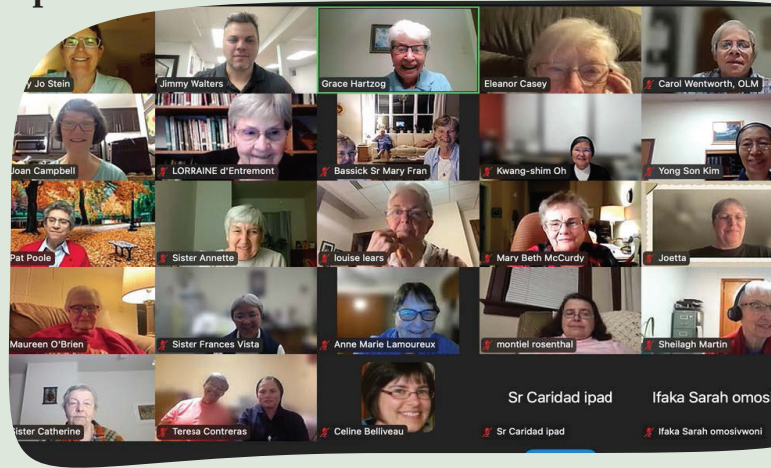 y Jo Stein
Jimmy Walters
Grace Hartzog
Eleanor Casey
Carol Wentworth, OLM
Joan Campbell
LORRAINE d'Entremont
Bassick Sr Mary Fran
Kwang-shim Oh
Yong Son Kim
Pat Poole
Sister Annette
louise lears
Mary Beth McCurdy
Joetta
Maureen O'Brien
Sister Frances Vista
Anne Marie Lamoureux
montiel rosenthal
Sheilagh Martin
Sister Catherine
Teresa Contreras
Celine Belliveau
Sr Caridad ipad
Sr Caridad ipad
Ifaka Sarah omos
Ifaka Sarah omosivwoni